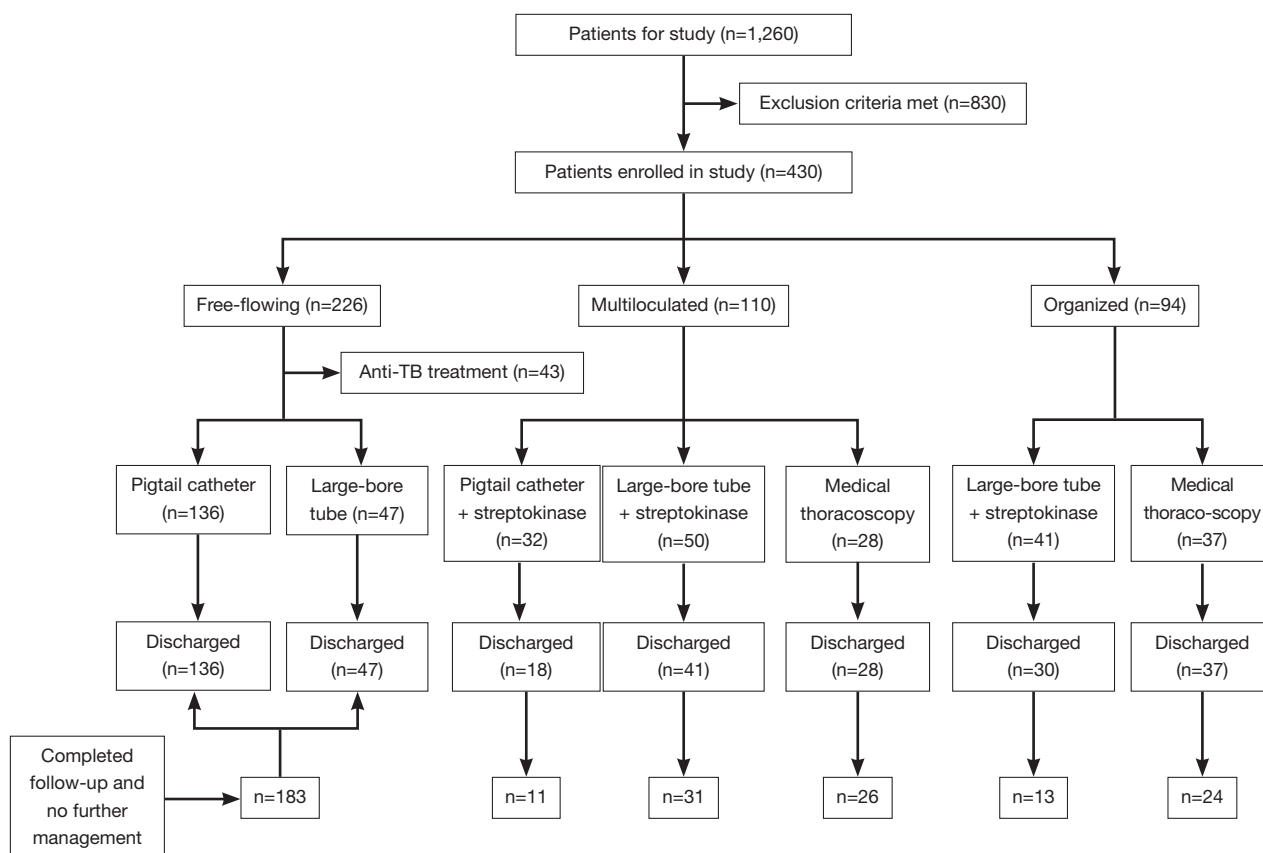 Patients for study (n=1,260)
Exclusion criteria met (n=830)
Patients enrolled in study (n=430)
Free-flowing (n=226)
Multiloculated (n=110)
Organized (n=94)
Anti-TB treatment (n=43)
Pigtail catheter
(n=136)
Large-bore
tube (n=47)
Pigtail catheter
+ streptokinase
(n=32)
Large-bore tube
+ streptokinase
(n=50)
Medical
thoracoscopy
(n=28)
Large-bore tube
+ streptokinase
(n=41)
Medical
thoraco-scopy
(n=37)
Discharged
(n=136)
Discharged
(n=47)
Discharged
(n=18)
Discharged
(n=41)
Discharged
(n=28)
Discharged
(n=30)
Discharged
(n=37)
Completed
follow-up and
no further
management
n=183
n=11
n=31
n=26
n=13
n=24